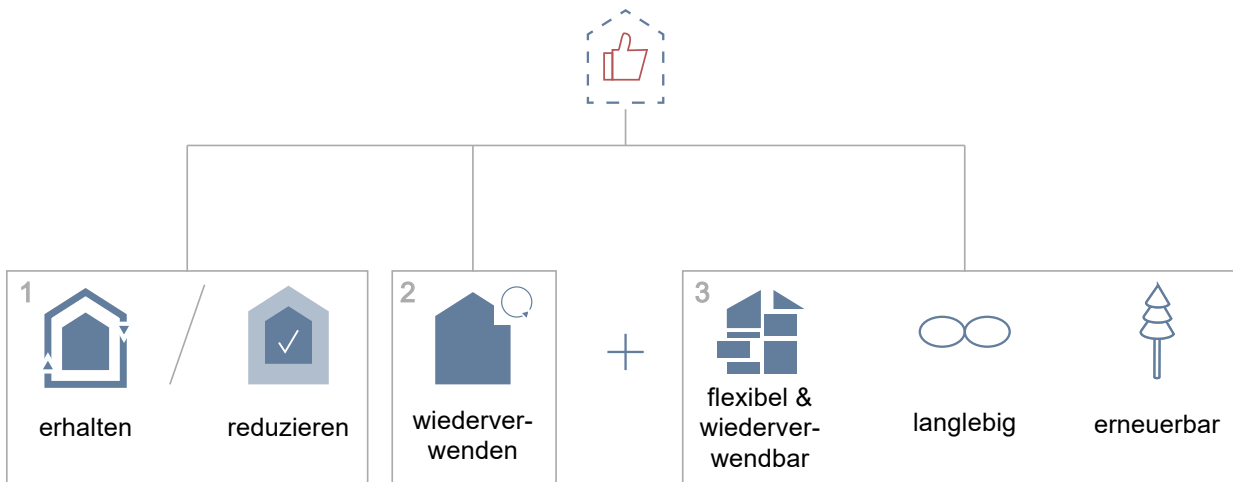 1
erhalten
reduzieren
2
wiederver-
wenden
3
flexibel &
wiederver-
wendbar
langlebig
erneuerbar